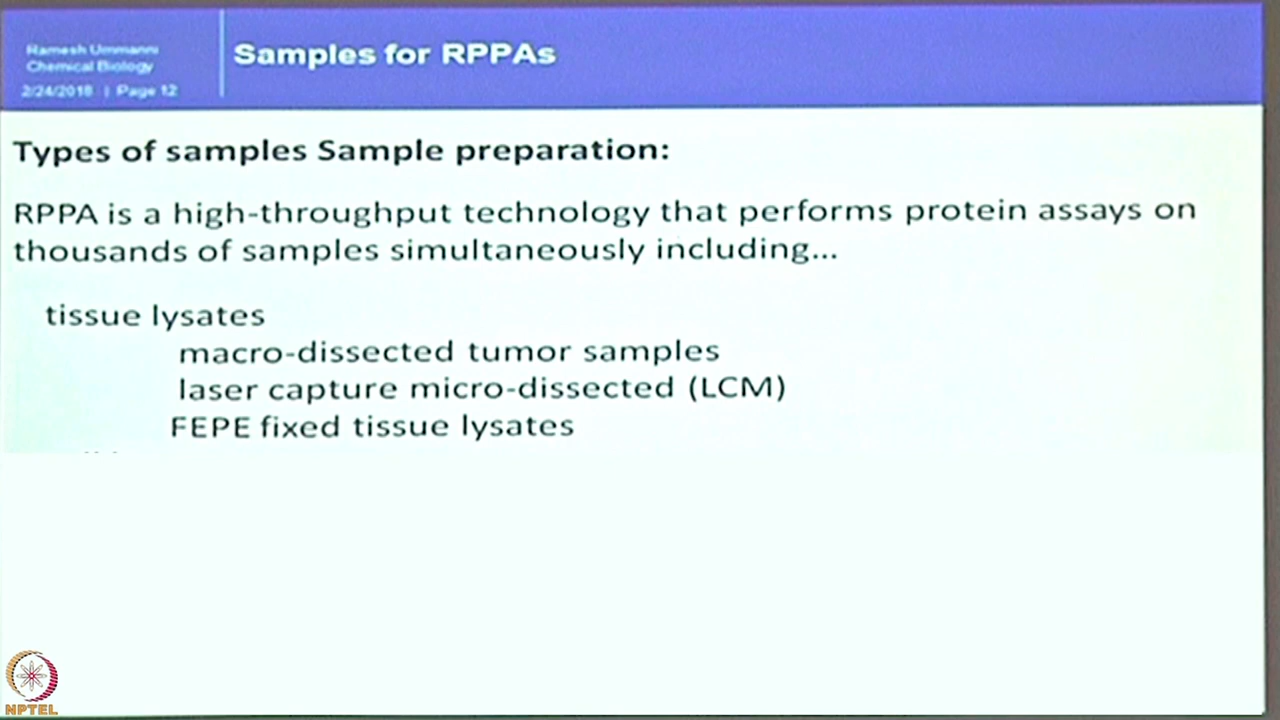 Ramesh Ummanni
Chemical Biology
2/24/2018 | Page 12
Samples for RPPAs
Types of samples Sample preparation:
RPPA is a high-throughput technology that performs protein assays on
thousands of samples simultaneously including...
tissue lysates
macro-dissected tumor samples
laser capture micro-dissected (LCM)
FEPE fixed tissue lysates
NPTEL